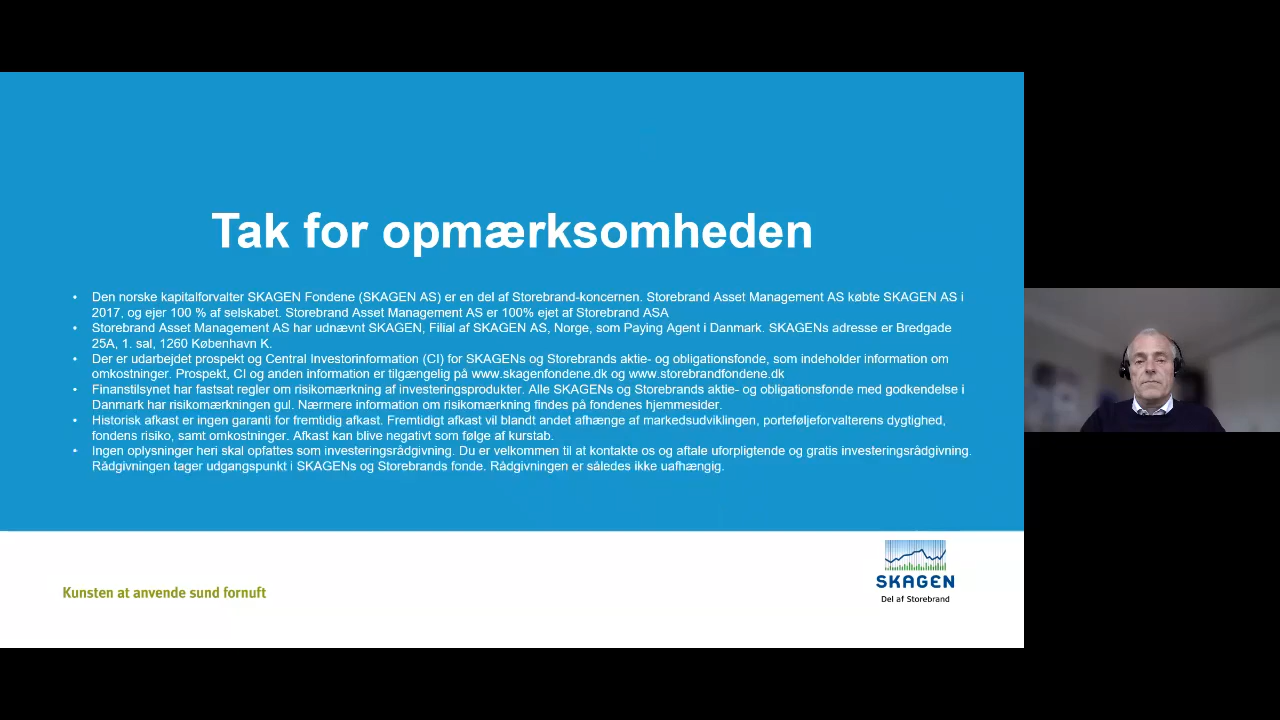 Tak for opmærksomheden
• Den norske kapitalforvalter SKAGEN Fondene (SKAGEN AS) er en del af Storebrand-koncernen. Storebrand Asset Management AS købte SKAGEN AS i
2017, og ejer 100 % af selskabet. Storebrand Asset Management AS er 100% ejet af Storebrand ASA
• Storebrand Asset Management AS har udnævnt SKAGEN, Filial af SKAGEN AS, Norge, som Paying Agent i Danmark. SKAGENs adresse er Bredgade
25A, 1. sal, 1260 København K.
• Der er udarbejdet prospekt og Central Investorinformation (CI) for SKAGENs og Storebrands aktie- og obligationsfonde, som indeholder information om
omkostninger. Prospekt, CI og anden information er tilgængelig på www.skagenfondene.dk og www.storebrandfondene.dk
• Finanstilsynet har fastsat regler om risikomærkning af investeringsprodukter. Alle SKAGENs og Storebrands aktie- og obligationsfonde med godkendelse i
Danmark har risikomærkningen gul. Nærmere information om risikomærkning findes på fondenes hjemmesider.
• Historisk afkast er ingen garanti for fremtidig afkast. Fremtidigt afkast vil blandt andet afhænge af markedsudviklingen, porteføljeforvalterens dygtighed,
fondens risiko, samt omkostninger. Afkast kan blive negativt som følge af kurstab.
• Ingen oplysninger heri skal opfattes som investeringsrådgivning. Du er velkommen til at kontakte os og aftale uforpligtende og gratis investeringsrådgivning.
Rådgivningen tager udgangspunkt i SKAGENs og Storebrands fonde. Rådgivningen er således ikke uafhængig.
Kunsten at anvende sund fornuft
SKAGEN
Del af Storebrand